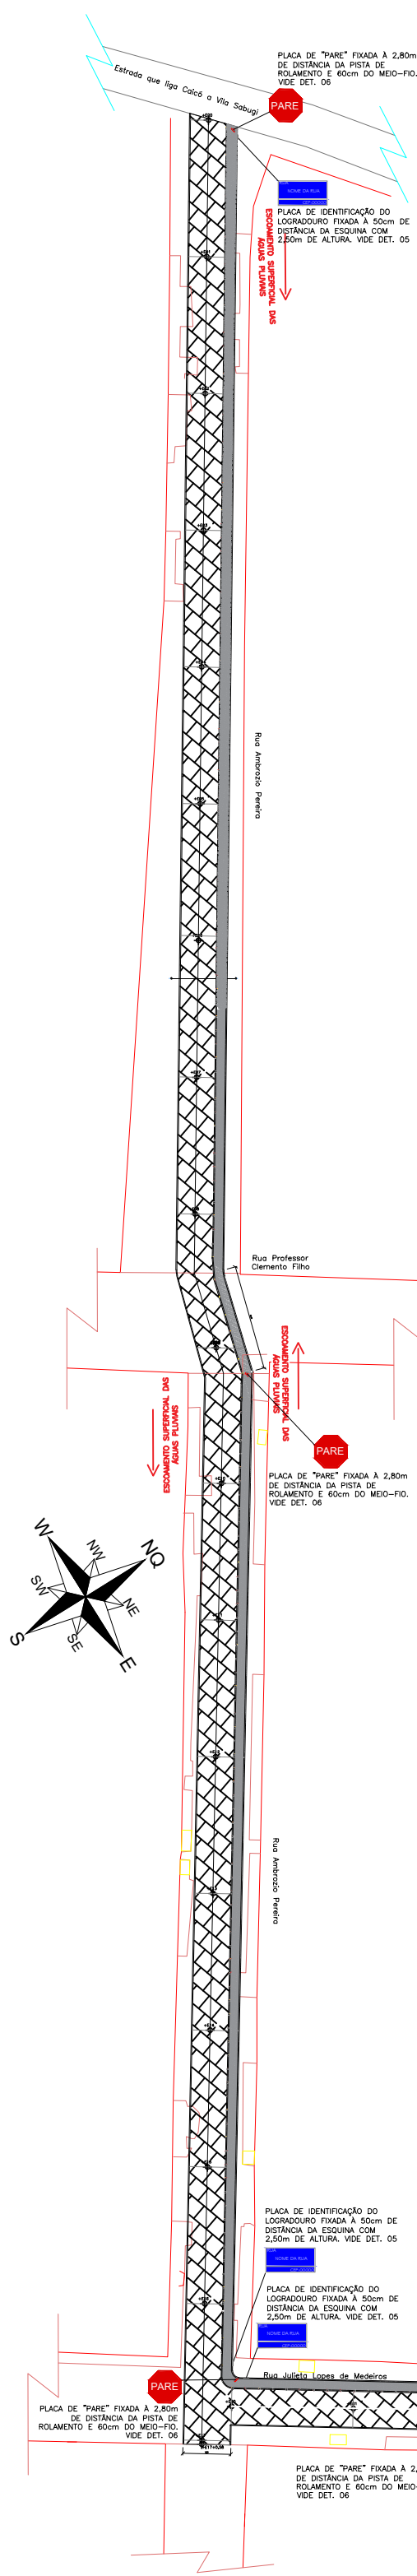 PLACA DE "PARE" FIXADA À 2,80m
DE DISTÂNCIA DA PISTA DE
ROLAMENTO E 60cm DO MEIO-FIO.
VIDE DET. 06
Estrada que liga Caicó a Vila Sabugi
PARE
NOME DA RUA
PLACA DE IDENTIFICAÇÃO DO
LOGRADOURO FIXADA À 50cm DE
DISTÂNCIA DA ESQUINA COM
2,50m DE ALTURA. VIDE DET. 05
ESCOAMENTO SUPERFICIAL DAS
ÁGUAS PLUVIAIS
Rua Ambrozio Pereira
Rua Professor
Clemento Filho
ESCOAMENTO SUPERFICIAL DAS
ÁGUAS PLUVIAIS
ESCOAMENTO SUPERFICIAL DAS
ÁGUAS PLUVIAIS
PARE
PLACA DE "PARE" FIXADA À 2,80m
DE DISTÂNCIA DA PISTA DE
ROLAMENTO E 60cm DO MEIO-FIO.
VIDE DET. 06
W
NW
NQ
SW
NE
S
SE
E
Rua Ambrozio Pereira
PLACA DE IDENTIFICAÇÃO DO
LOGRADOURO FIXADA À 50cm DE
DISTÂNCIA DA ESQUINA COM
2,50m DE ALTURA. VIDE DET. 05
NOME DA RUA
PLACA DE IDENTIFICAÇÃO DO
LOGRADOURO FIXADA À 50cm DE
DISTÂNCIA DA ESQUINA COM
2,50m DE ALTURA. VIDE DET. 05
NOME DA RUA
Rua Julieta Lopes de Medeiros
PARE
PLACA DE "PARE" FIXADA À 2,80m
DE DISTÂNCIA DA PISTA DE
ROLAMENTO E 60cm DO MEIO-FIO.
VIDE DET. 06
PLACA DE "PARE" FIXADA À 2,
DE DISTÂNCIA DA PISTA DE
ROLAMENTO E 60cm DO MEIO-
VIDE DET. 06